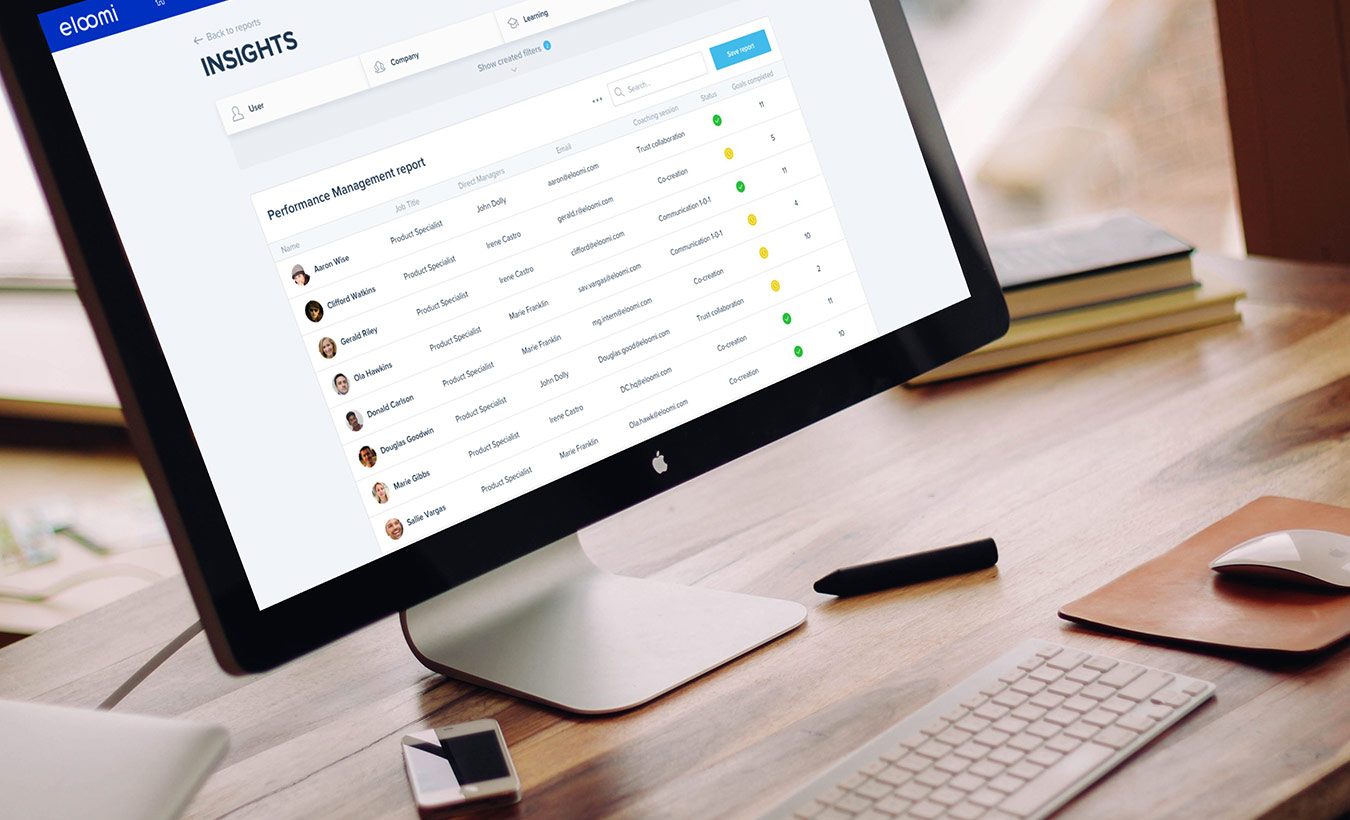 eloomi
Back to reports
INSIGHTS
User Company Learning
Show created filters
Performance Management report Search... Save report
Name Job Title Direct Managers Email Coaching session Status Goals completed
Aaron Wise Product Specialist John Dolly aaron@eloomi.com Trust collaboration 11
Clifford Watkins Product Specialist Irene Castro gerald.r@eloomi.com Co-creation 5
Gerald Riley Product Specialist Irene Castro clifford@eloomi.com Communication 1-0-1 11
Ola Hawkins Product Specialist Marie Franklin sav.vargas@eloomi.com Communication 1-0-1 4
Donald Carlson Product Specialist Marie Franklin mg.intern@eloomi.com Co-creation 10
Douglas Goodwin Product Specialist John Dolly Douglas.good@eloomi.com Trust collaboration 2
Marie Gibbs Product Specialist Irene Castro DC.hq@eloomi.com Co-creation 11
Sallie Vargas Product Specialist Marie Franklin Ola.hawk@eloomi.com Co-creation 10